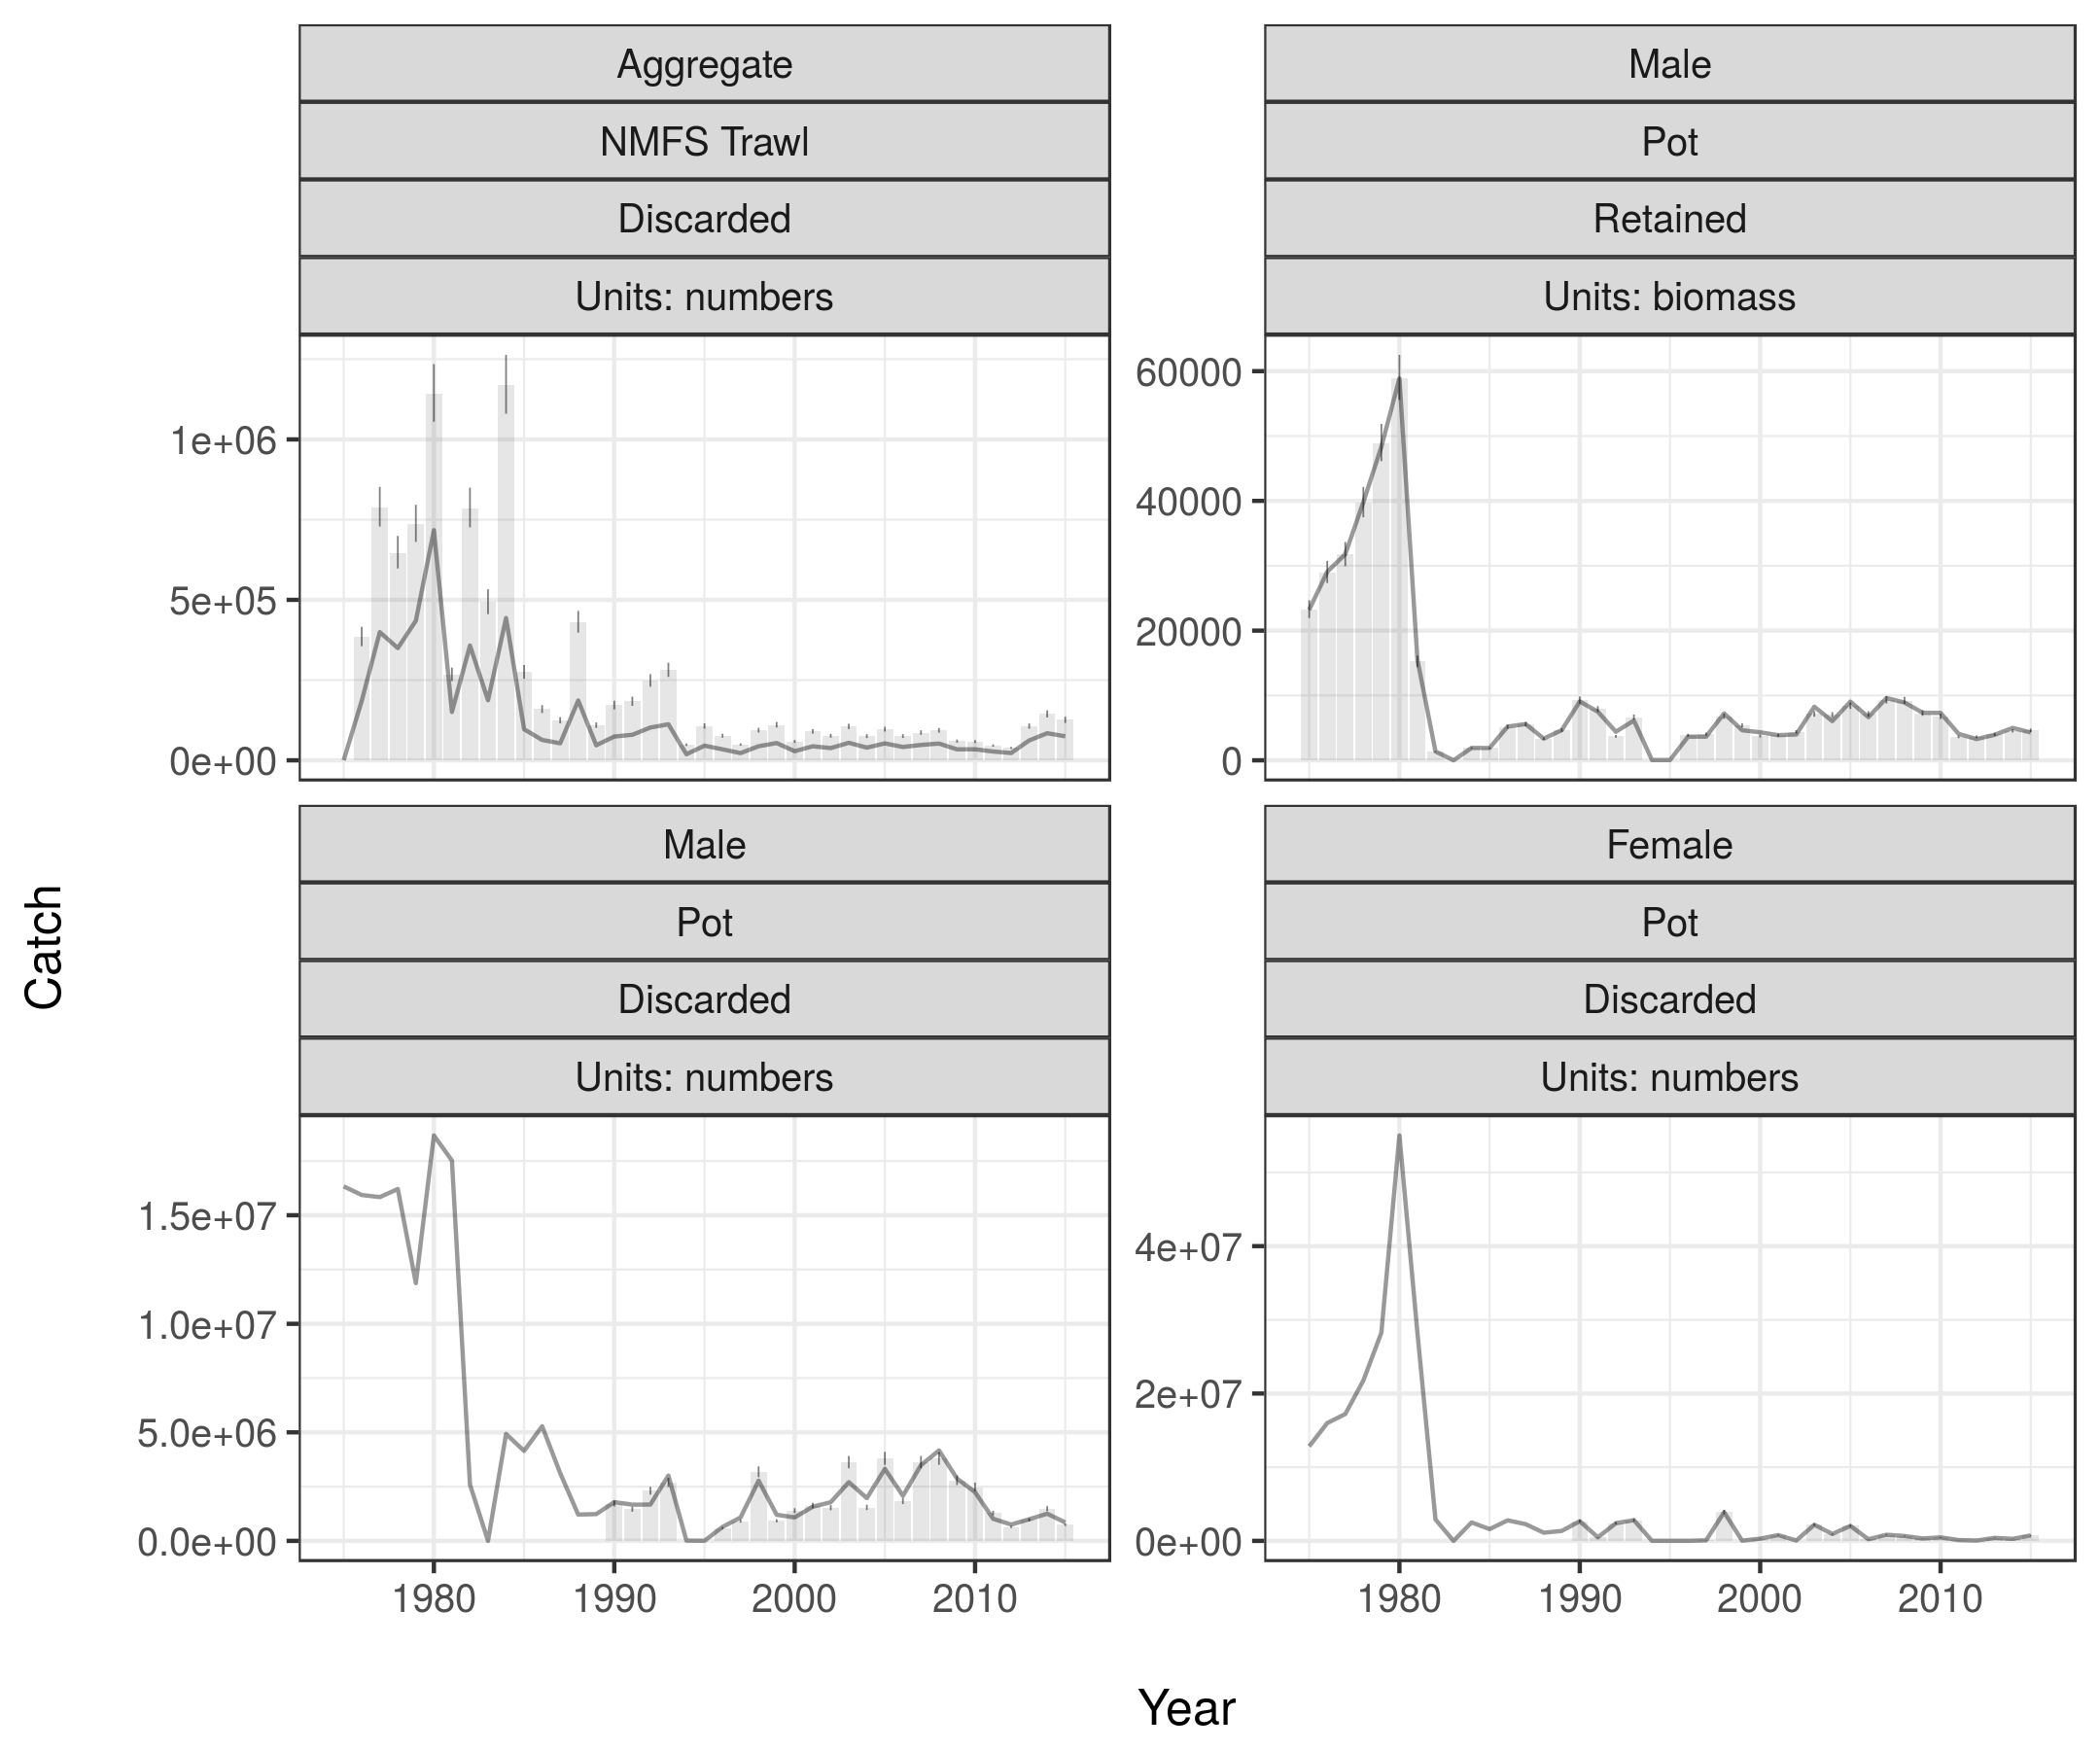 Aggregate
NMFS Trawl
Discarded
Units: numbers
1e+06
5e+05
0e+00
Male
Pot
Retained
Units: biomass
60000
40000
20000
0
Male
Pot
Discarded
Units: numbers
1.5e+07
1.0e+07
5.0e+06
0.0e+00
1980 1990 2000 2010
Female
Pot
Discarded
Units: numbers
4e+07
2e+07
0e+00
1980 1990 2000 2010
Catch
Year